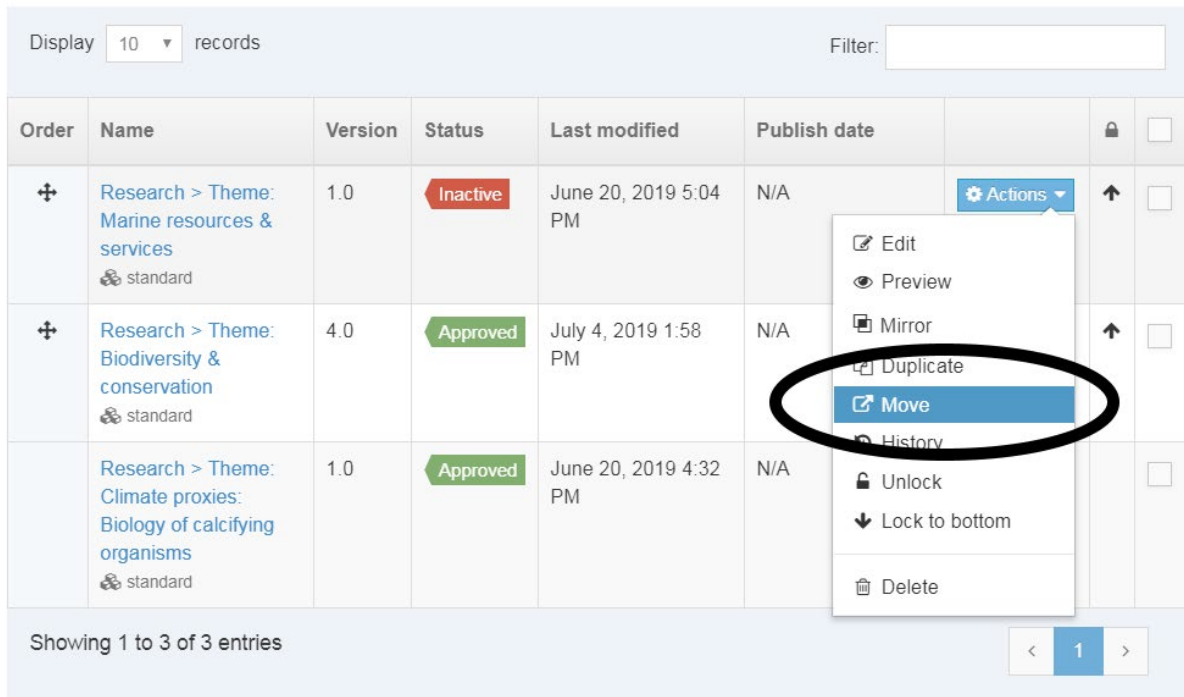 Display 10 records Filter:
Order Name Version Status Last modified Publish date
Research > Theme: 1.0 Inactive June 20, 2019 5:04 N/A Actions
Marine resources & PM
services
standard
Edit
Preview
Mirror
Research > Theme: 4.0 Approved July 4, 2019 1:58 N/A
Biodiversity & PM
conservation
standard
Duplicate
Move
History
Research > Theme: 1.0 Approved June 20, 2019 4:32 N/A
Climate proxies: PM
Biology of calcifying
organisms
standard
Unlock
Lock to bottom
Delete
Showing 1 to 3 of 3 entries
< 1 >